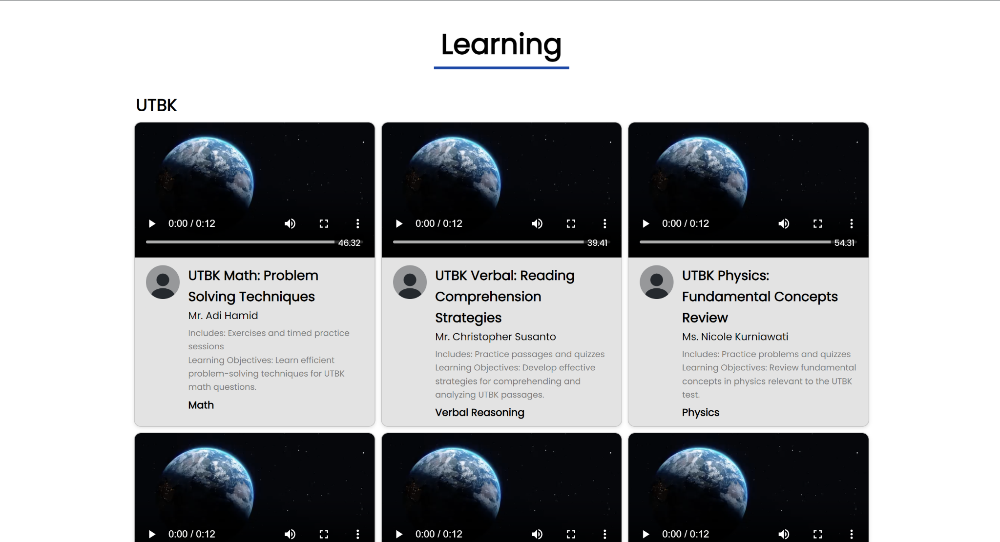 Learning
UTBK
0:00 / 0:12
46.32
UTBK Math: Problem
Solving Techniques
Mr. Adi Hamid
Includes: Exercises and timed practice
sessions
Learning Objectives: Learn efficient
problem-solving techniques for UTBK
math questions.
Math
0:00 / 0:12
39.41
UTBK Verbal: Reading
Comprehension
Strategies
Mr. Christopher Susanto
Includes: Practice passages and quizzes
Learning Objectives: Develop effective
strategies for comprehending and
analyzing UTBK passages.
Verbal Reasoning
0:00 / 0:12
54.31
UTBK Physics:
Fundamental Concepts
Review
Ms. Nicole Kurniawati
Includes: Practice problems and quizzes
Learning Objectives: Review fundamental
concepts in physics relevant to the UTBK
test.
Physics
0:00 / 0:12
0:00 / 0:12
0:00 / 0:12